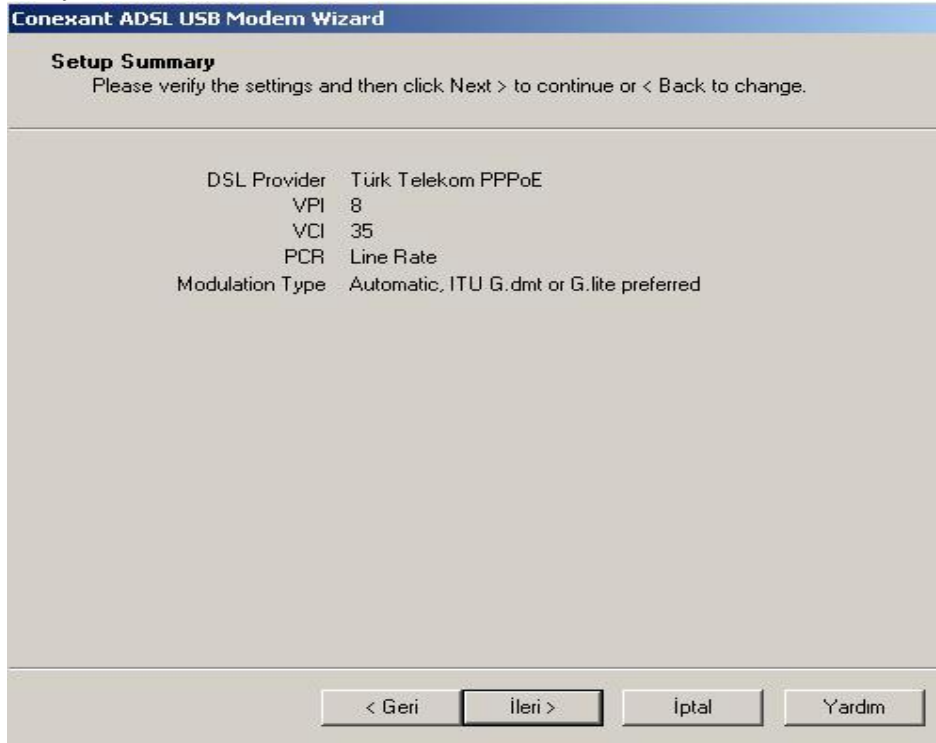 Conexant ADSL USB Modem Wizard
Setup Summary
Please verify the settings and then click Next > to continue or < Back to change.
DSL Provider Türk Telekom PPPoE
VPI 8
VCI 35
PCR Line Rate
Modulation Type Automatic, ITU G.dmt or G.lite preferred
< Geri İleri > İptal Yardım